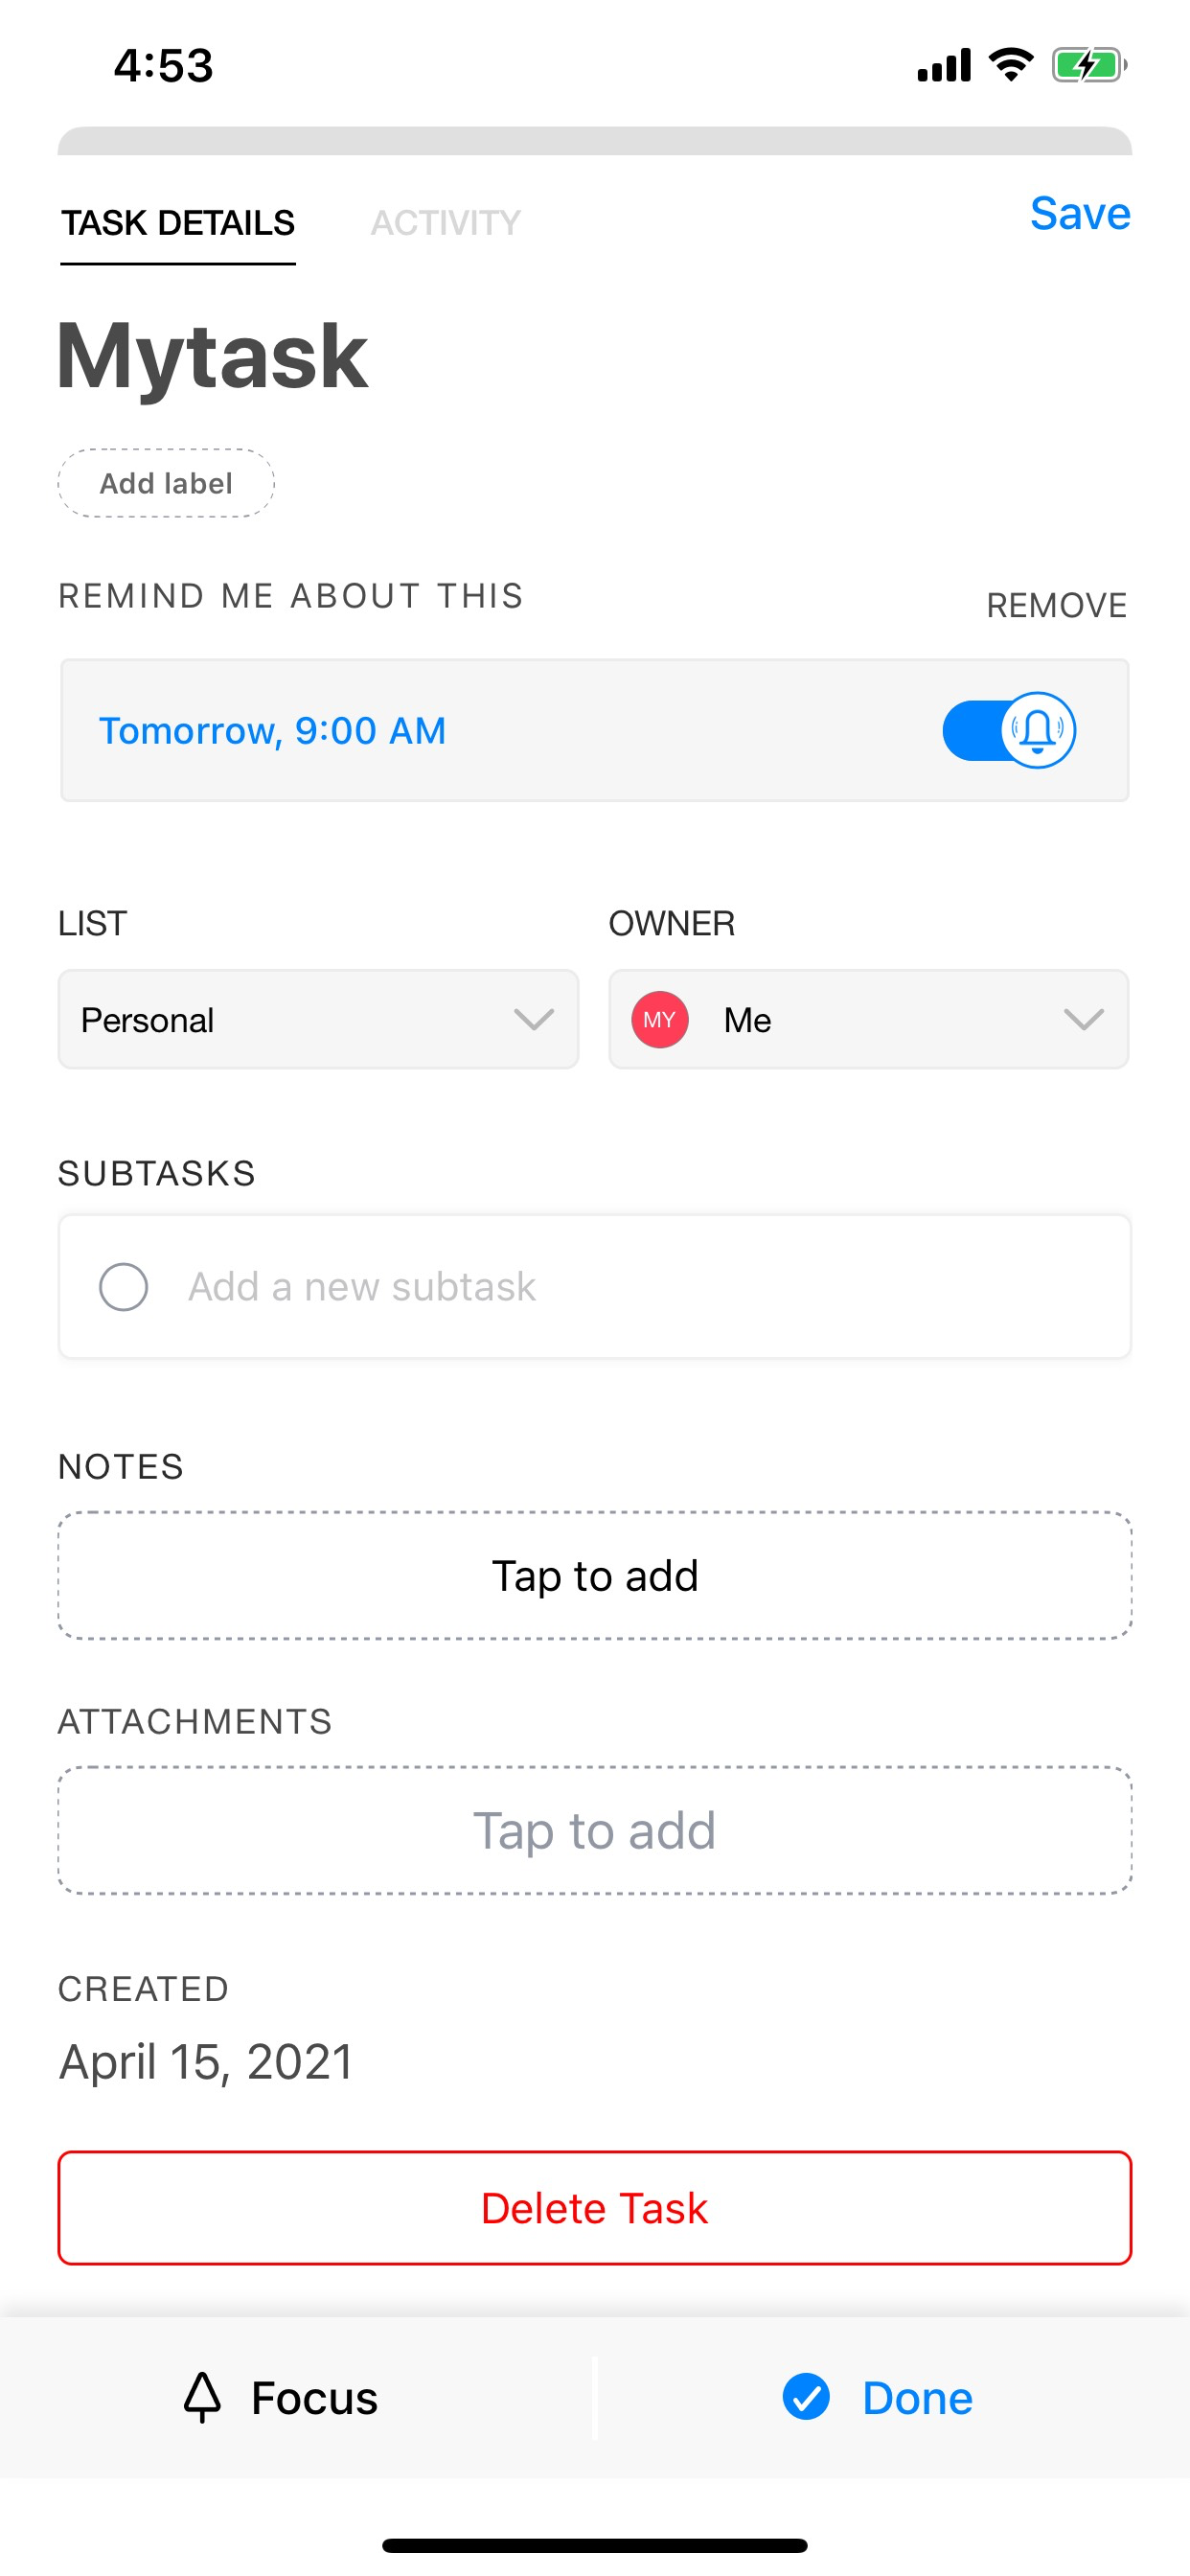 4:53
TASK DETAILS ACTIVITY Save
Mytask
Add label
REMIND ME ABOUT THIS REMOVE
Tomorrow, 9:00 AM
LIST OWNER
Personal MY Me
SUBTASKS
Add a new subtask
NOTES
Tap to add
ATTACHMENTS
Tap to add
CREATED
April 15, 2021
Delete Task
Focus Done